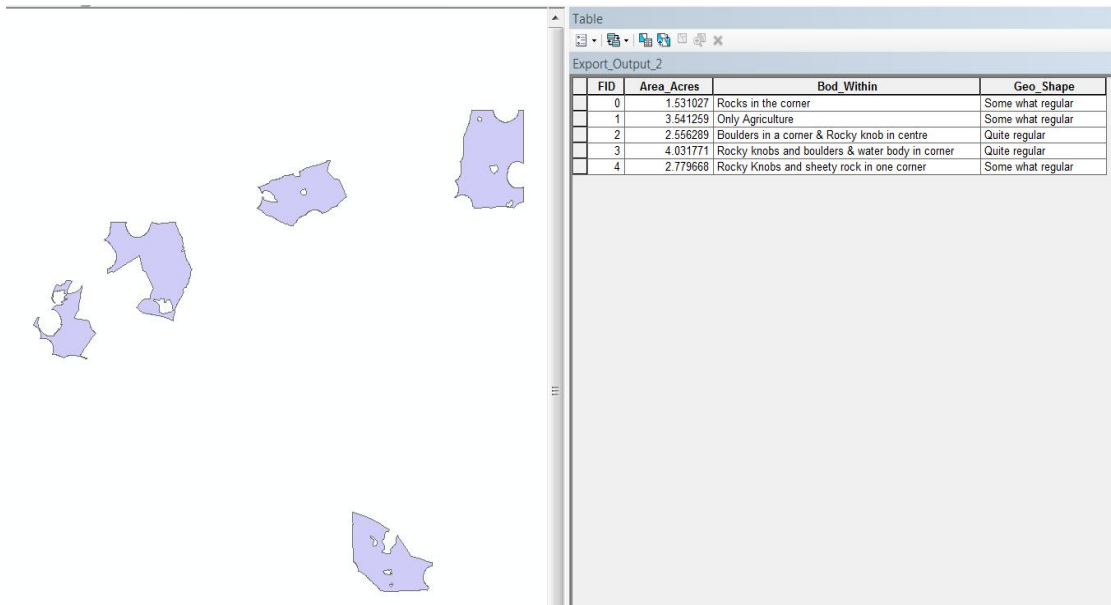 Table
Export_Output_2
FID Area_Acres Bod_Within Geo_Shape
0 1.531027 Rocks in the corner Some what regular
1 3.541259 Only Agriculture Some what regular
2 2.556289 Boulders in a corner & Rocky knob in centre Quite regular
3 4.031771 Rocky knobs and boulders & water body in corner Quite regular
4 2.779668 Rocky Knobs and sheety rock in one corner Some what regular